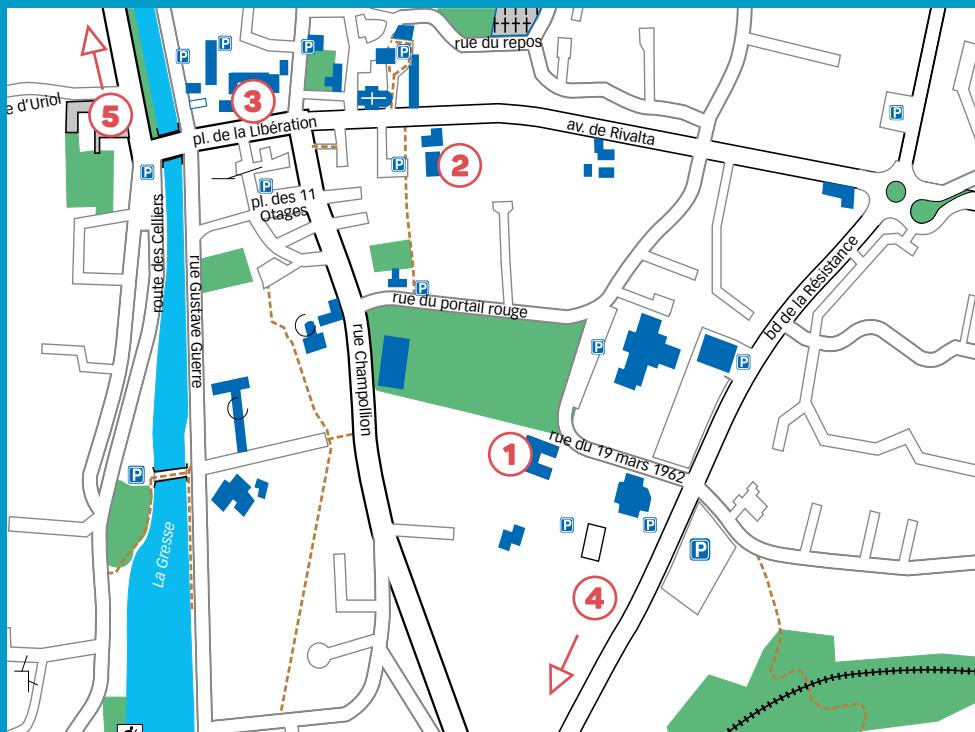 rue du repos
P
P
P
P
e d'Uriol
5
3
pl. de la Libération
av. de Rivalta
P
P
P
2
P
pl. des 11
Otages
route des Celliers
rue Gustave Guerre
bd de la Résistance
P
rue du portail rouge
rue Champollion
P
P
1
rue du 19 mars 1962
P
P
P
P
La Gresse
4